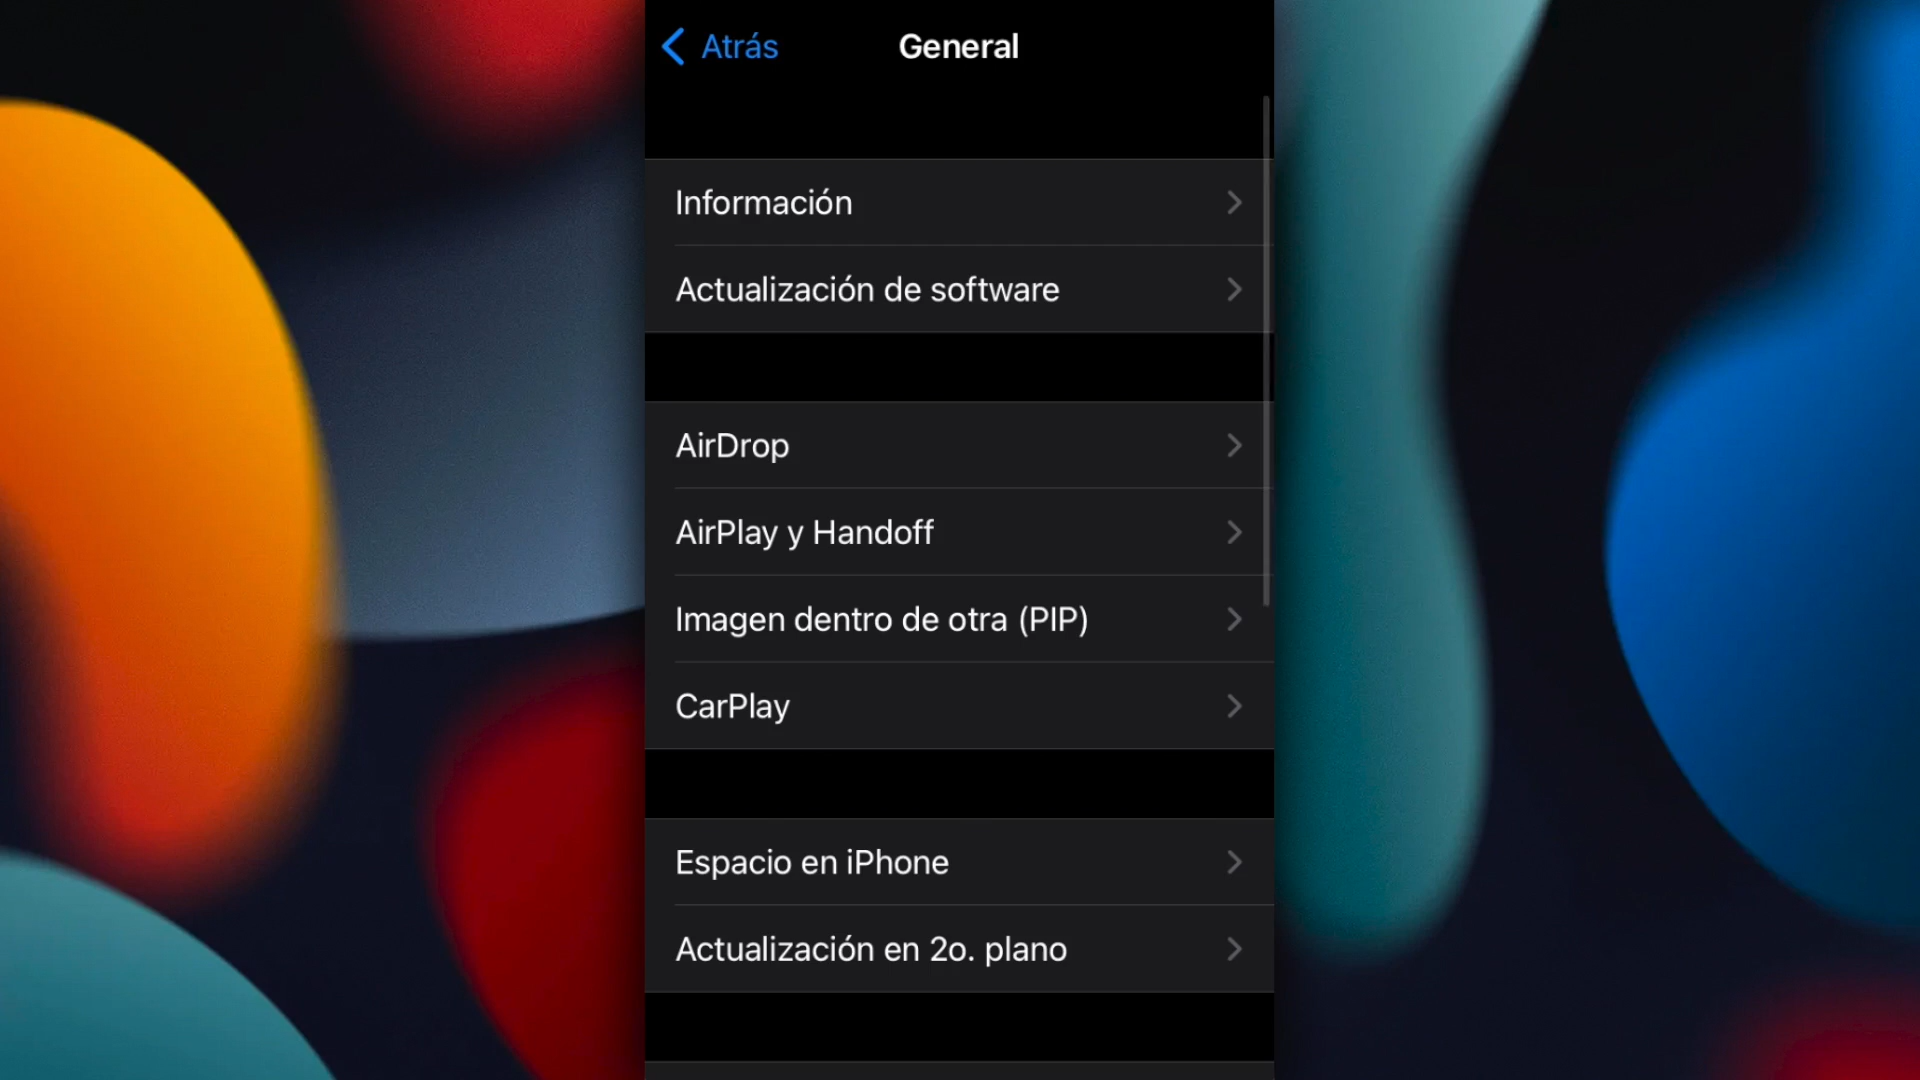 Atrás
General
Información
Actualización de software
AirDrop
AirPlay y Handoff
Imagen dentro de otra (PIP)
CarPlay
Espacio en iPhone
Actualización en 2o. plano